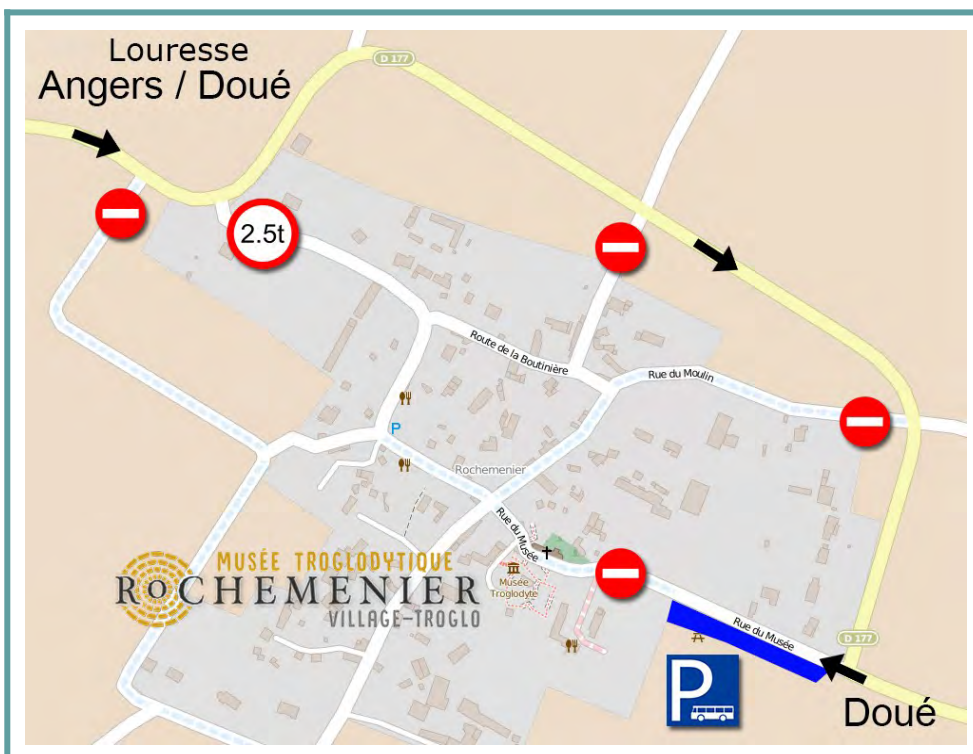 Louresse
Angers / Doué
D 177
2.5t
Route de la Boutinière
Rue du Moulin
P
Rochemenier
Rue du Musée
MUSÉE TROGLODYTIQUE
ROCHEMENIER
VILLAGE-TROGLO
Musée
Troglodyte
Rue du Musée
D 177
P
Doué